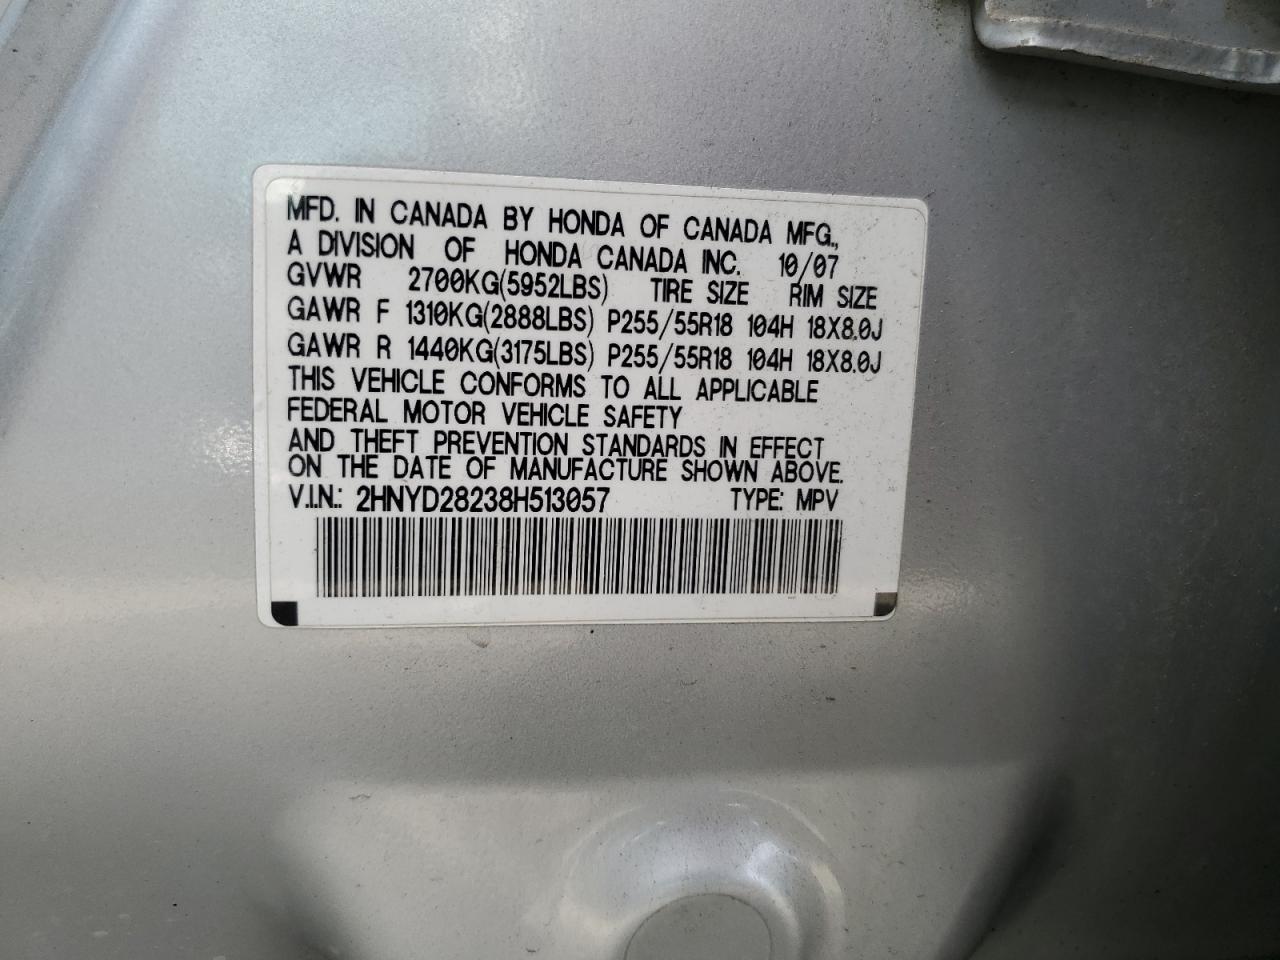 MFD. IN CANADA BY HONDA OF CANADA MFG.,
A DIVISION OF HONDA CANADA INC. 10/07
GVWR 2700KG(5952LBS) TIRE SIZE RIM SIZE
GAWR F 1310KG(2888LBS) P255/55R18 104H 18X8.0J
GAWR R 1440KG(3175LBS) P255/55R18 104H 18X8.0J
THIS VEHICLE CONFORMS TO ALL APPLICABLE
FEDERAL MOTOR VEHICLE SAFETY
AND THEFT PREVENTION STANDARDS IN EFFECT
ON THE DATE OF MANUFACTURE SHOWN ABOVE.
V.I.N.: 2HNYD28238H513057 TYPE: MPV